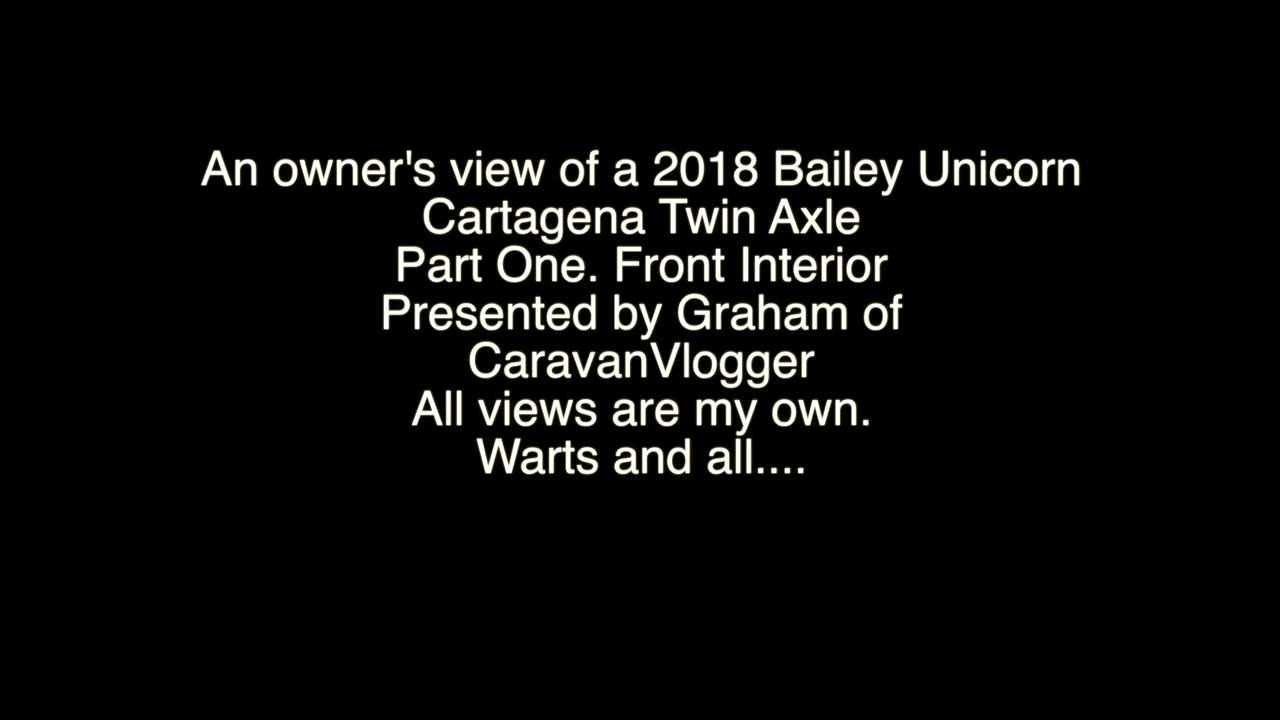 An owner's view of a 2018 Bailey Unicorn
Cartagena Twin Axle
Part One. Front Interior
Presented by Graham of
CaravanVlogger
All views are my own.
Warts and all....